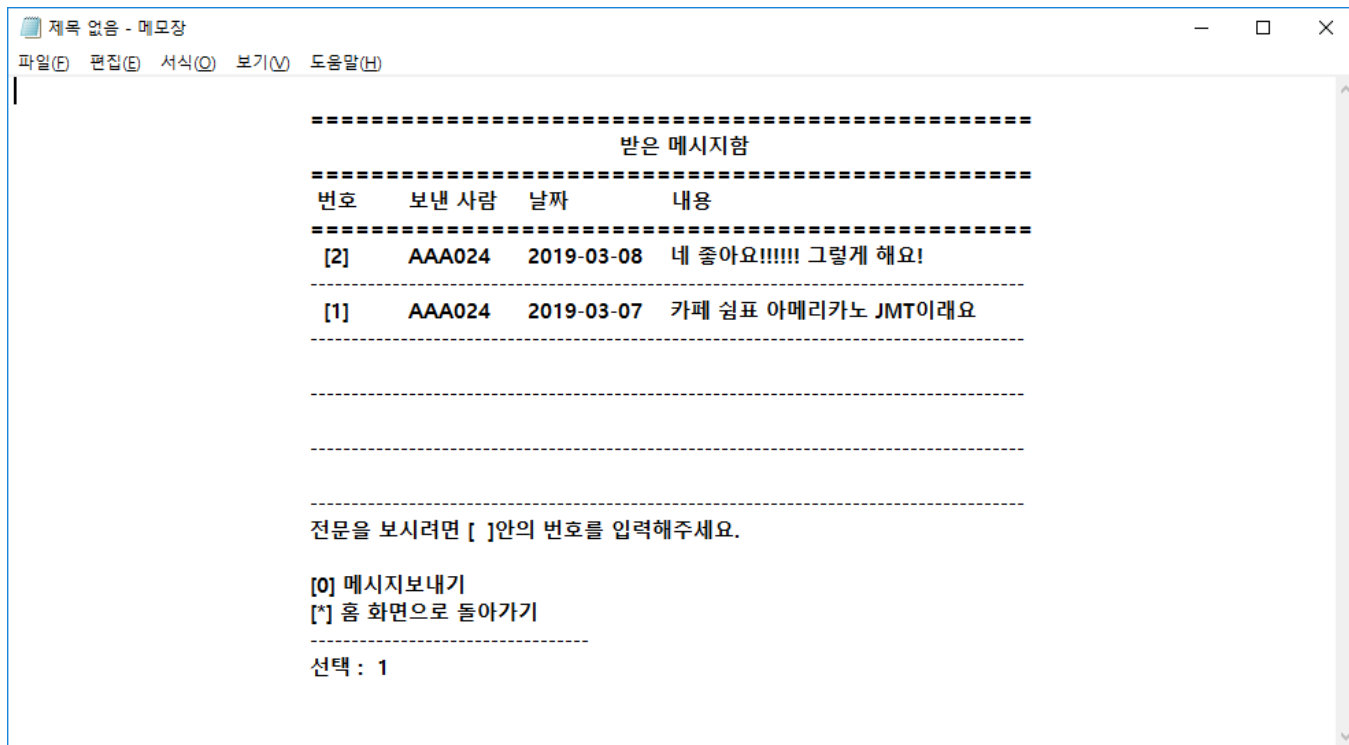 제목 없음 - 메모장
파일(F) 편집(E) 서식(O) 보기(V) 도움말(H)
================================================
받은 메시지함
================================================
번호 보낸 사람 날짜 내용
================================================
[2] AAA024 2019-03-08 네 좋아요!!!!!! 그렇게 해요!
---------------------------------------------------------------------------------------
[1] AAA024 2019-03-07 카페 쉼표 아메리카노 JMT이래요
---------------------------------------------------------------------------------------
---------------------------------------------------------------------------------------
---------------------------------------------------------------------------------------
---------------------------------------------------------------------------------------
전문을 보시려면 [ ]안의 번호를 입력해주세요.
[0] 메시지보내기
[*] 홈 화면으로 돌아가기
----------------------------------
선택 : 1